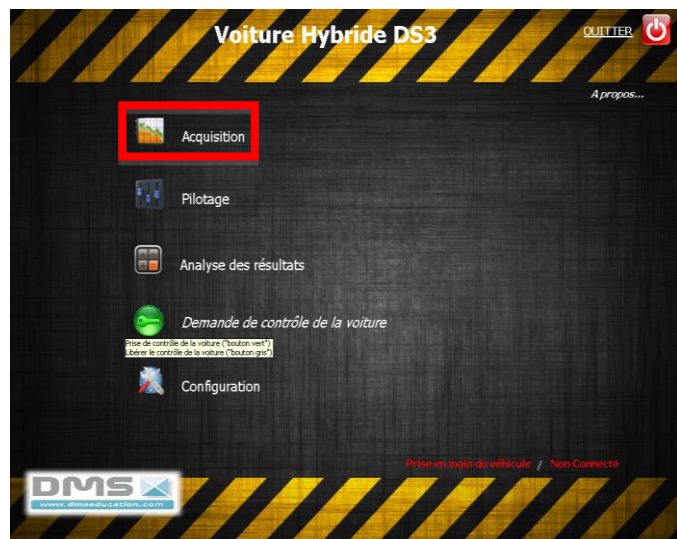 Voiture Hybride DS3
QUITTER
A propos...
Acquisition
Pilotage
Analyse des résultats
Demande de contrôle de la voiture
Prise de contrôle de la voiture ("bouton vert")
Libérer le contrôle de la voiture ("bouton gris")
Configuration
Prise en main du véhicule / Non Connecté
DMS
www.dmseducation.com